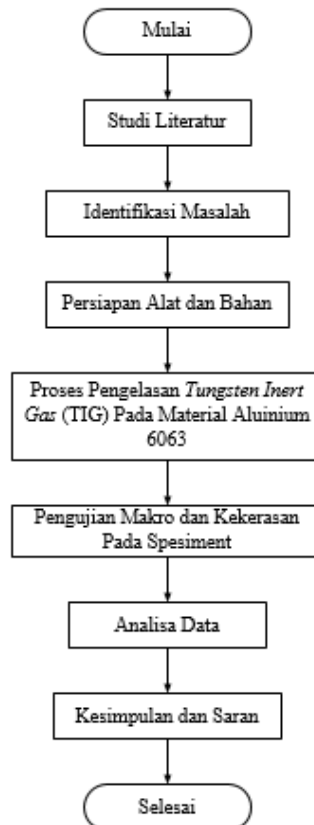 Mulai
Studi Literatur
Identifikasi Masalah
Persiapan Alat dan Bahan
Proses Pengelasan Tungsten Inert
Gas (TIG) Pada Material Aluinium
6063
Pengujian Makro dan Kekerasan
Pada Spesiment
Analisa Data
Kesimpulan dan Saran
Selesai